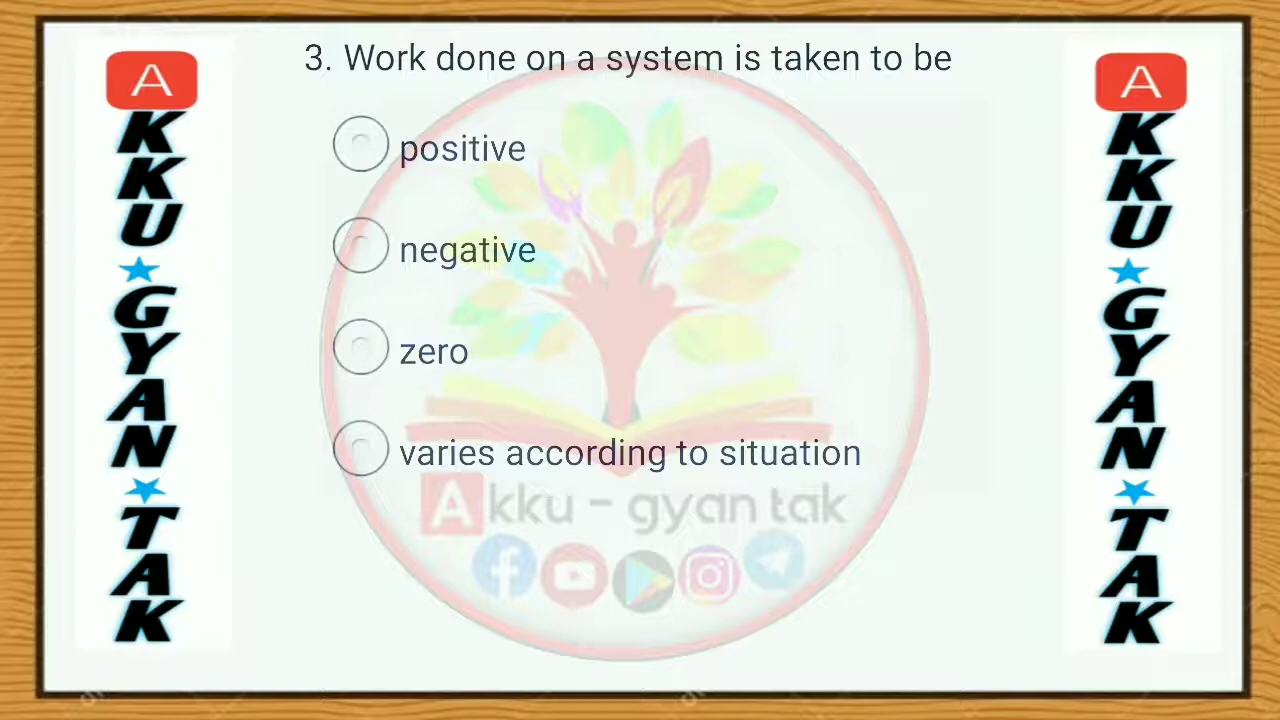 3. Work done on a system is taken to be
positive
negative
zero
varies according to situation
Akku - gyan tak
AKKU GYAN TAK
AKKU GYAN TAK